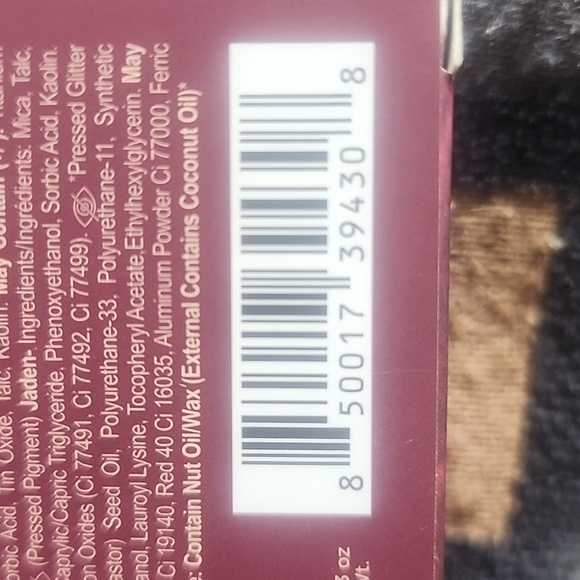 orbic Acid, Tin Oxide, Talc, Kaolin. May Contain (+/-):
(Pressed Pigment) Jaden- Ingredients/Ingredients: Mica, Talc,
Caprylic/Capric Triglyceride, Phenoxyethanol, Sorbic Acid, Kaolin.
on Oxides (Ci 77491, Ci 77492, Ci 77499). *Pressed Glitter
astor) Seed Oil, Polyurethane-33, Polyurethane-11, Synthetic
anol, Lauroyl Lysine, Tocopheryl Acetate, Ethylhexylglycerin. May
Ci 19140, Red 40 Ci 16035, Aluminum Powder Ci 77000, Ferric
e: Contain Nut Oil/Wax (External Contains Coconut Oil)*
8 50017 39430 8
oz